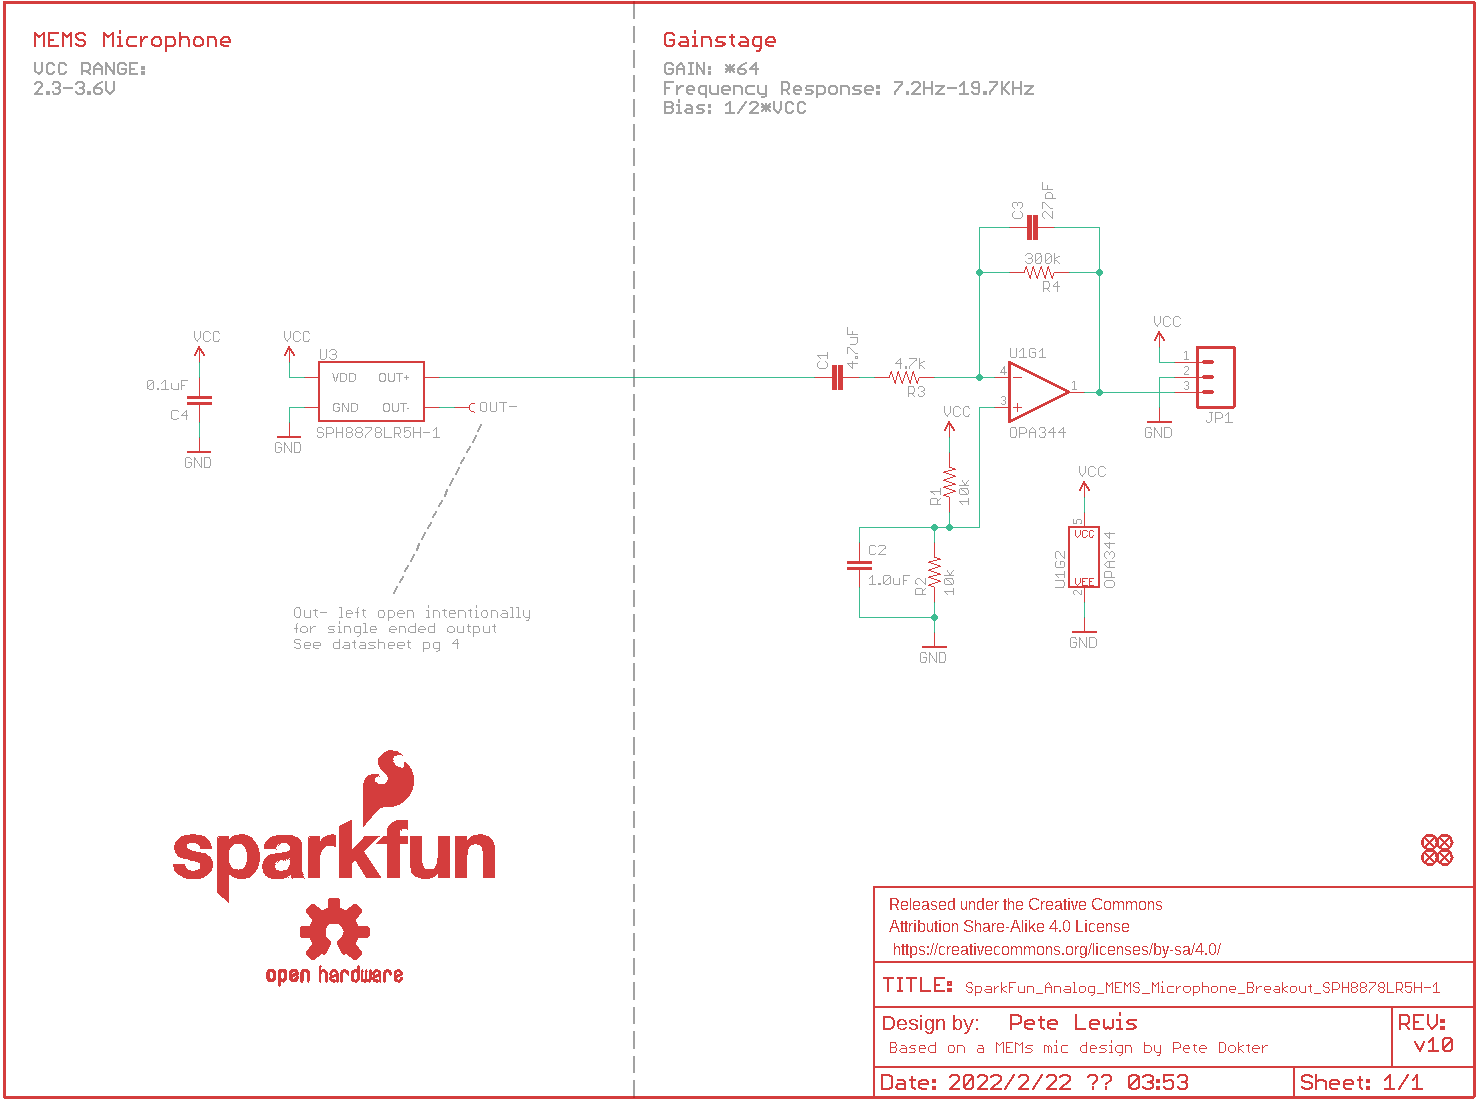 MEMS Microphone
VCC RANGE:
2.3-3.6V
Gainstage
GAIN: *64
Frequency Response: 7.2Hz-19.7KHz
Bias: 1/2*VCC
C3
27pF
300k
R4
VCC
0.1uF
C4
GND
VCC
U3
VDD
OUT+
GND
OUT-
SPH8878LR5H-1
GND
OUT-
Out- left open intentionally
for single ended output
See datasheet pg 4
C1
4.7uF
4.7k
R3
U1G1
4
3
1
OPA344
VCC
R1
10k
C2
1.0uF
R2
10k
GND
VCC
1
2
3
JP1
GND
VCC
5
VCC
U1G2
OPA344
VEE
2
GND
sparkfun
open hardware
Released under the Creative Commons
Attribution Share-Alike 4.0 License
https://creativecommons.org/licenses/by-sa/4.0/
TITLE: SparkFun_Analog_MEMS_Microphone_Breakout_SPH8878LR5H-1
Design by: Pete Lewis
Based on a MEMs mic design by Pete Dokter
REV:
v10
Date: 2022/2/22 ?? 03:53
Sheet: 1/1